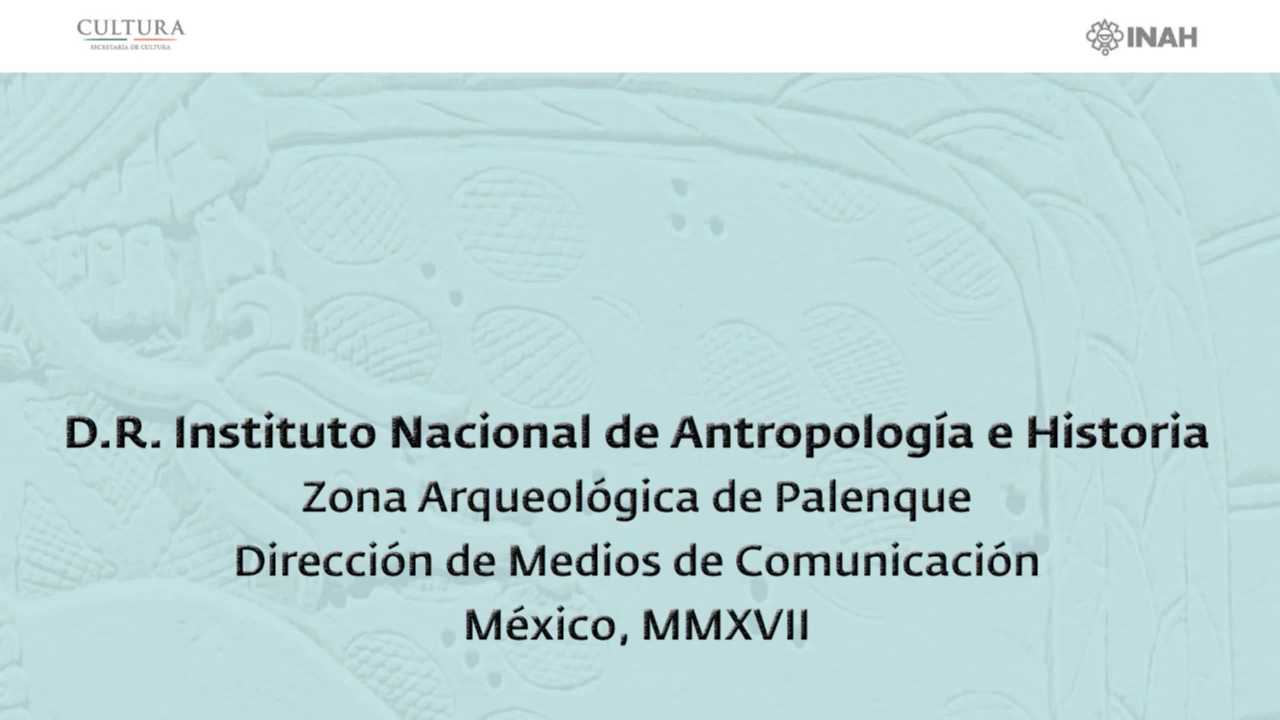 CULTURA
SECRETARÍA DE CULTURA
INAH
D.R. Instituto Nacional de Antropología e Historia
Zona Arqueológica de Palenque
Dirección de Medios de Comunicación
México, MMXVII